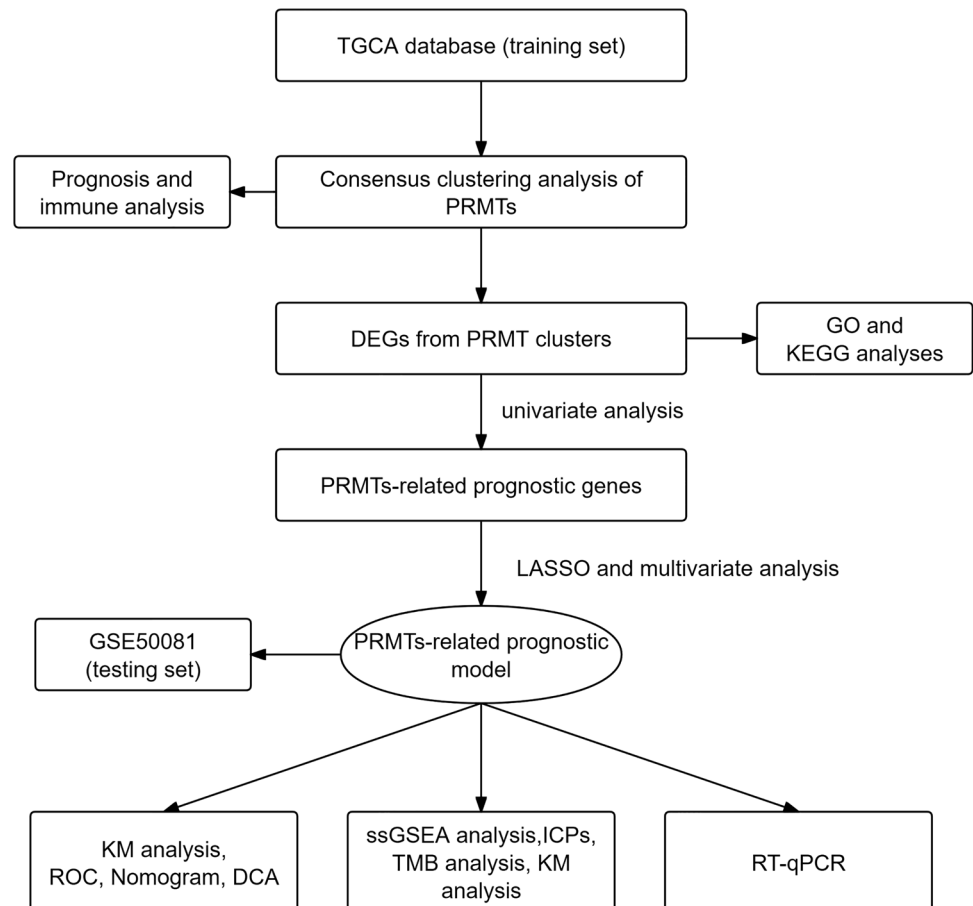 TGCA database (training set)
Prognosis and
immune analysis
Consensus clustering analysis of
PRMTs
DEGs from PRMT clusters
GO and
KEGG analyses
univariate analysis
PRMTs-related prognostic genes
LASSO and multivariate analysis
GSE50081
(testing set)
PRMTs-related prognostic
model
KM analysis,
ROC, Nomogram, DCA
ssGSEA analysis,ICPs,
TMB analysis, KM
analysis
RT-qPCR